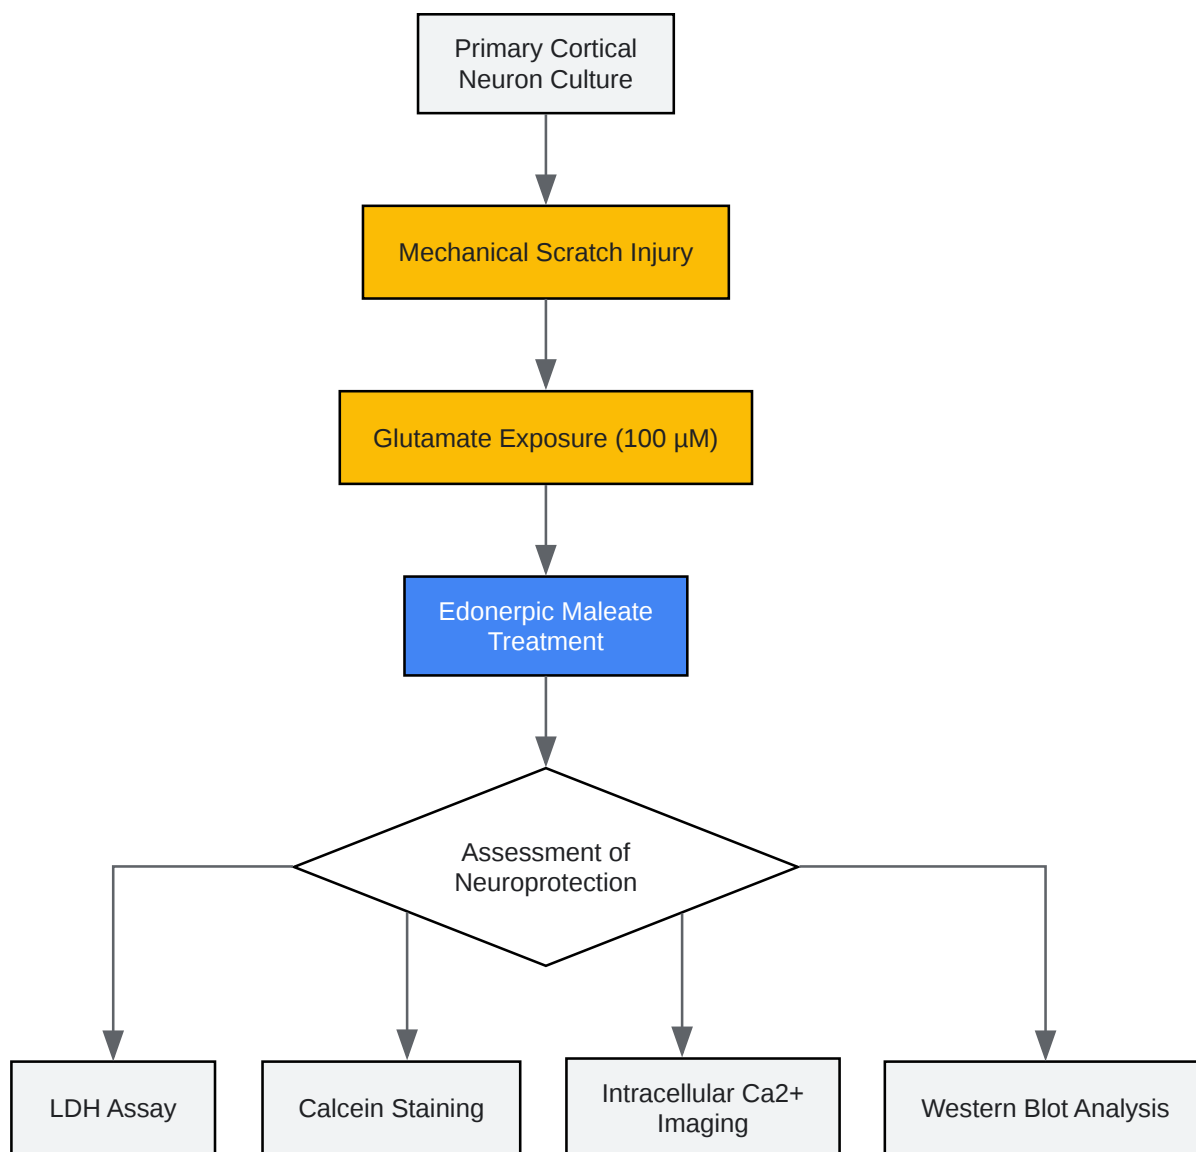 Primary Cortical
Neuron Culture
Mechanical Scratch Injury
Glutamate Exposure (100 µM)
Edonerpic Maleate
Treatment
Assessment of
Neuroprotection
LDH Assay
Calcein Staining
Intracellular Ca2+
Imaging
Western Blot Analysis